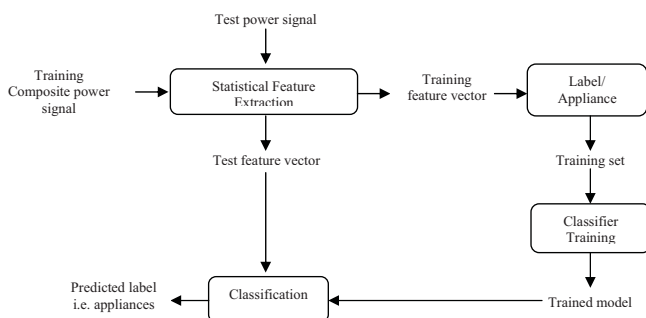 Test power signal
Training
Composite power
signal
Statistical Feature
Extraction
Training
feature vector
Label/
Appliance
Test feature vector
Training set
Classifier
Training
Predicted label
i.e. appliances
Classification
Trained model